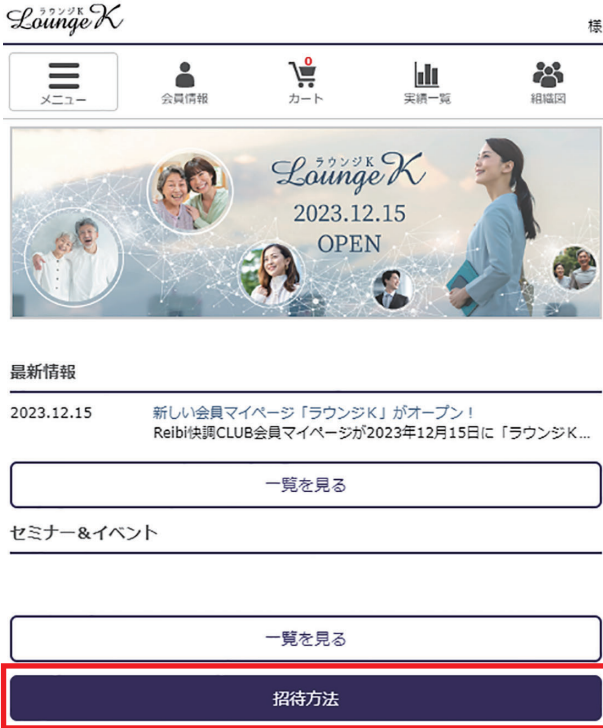 ラウンジK
Lounge K
様
メニュー
会員情報
0
カート
実績一覧
組織図
ラウンジK
Lounge K
2023.12.15
OPEN
最新情報
2023.12.15 新しい会員マイページ「ラウンジK」がオープン！
Reibi快調CLUB会員マイページが2023年12月15日に「ラウンジK...
一覧を見る
セミナー&イベント
一覧を見る
招待方法